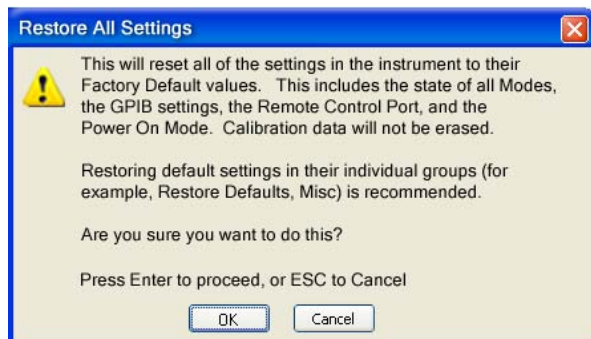 Restore All Settings
This will reset all of the settings in the instrument to their
Factory Default values. This includes the state of all Modes,
the GPIB settings, the Remote Control Port, and the
Power On Mode. Calibration data will not be erased.
Restoring default settings in their individual groups (for
example, Restore Defaults, Misc) is recommended.
Are you sure you want to do this?
Press Enter to proceed, or ESC to Cancel
OK Cancel